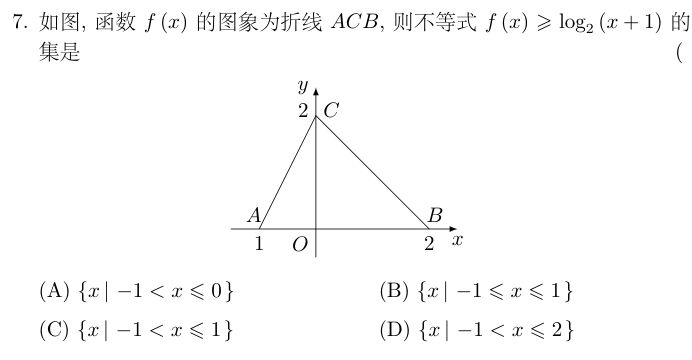 7. 如图, 函数 f (x) 的图象为折线 ACB, 则不等式 f (x) ⩾ log₂ (x + 1) 的
集是 (
y
2 C
A B
1 O 2 x
(A) {x | −1 < x ⩽ 0} (B) {x | −1 ⩽ x ⩽ 1}
(C) {x | −1 < x ⩽ 1} (D) {x | −1 < x ⩽ 2}